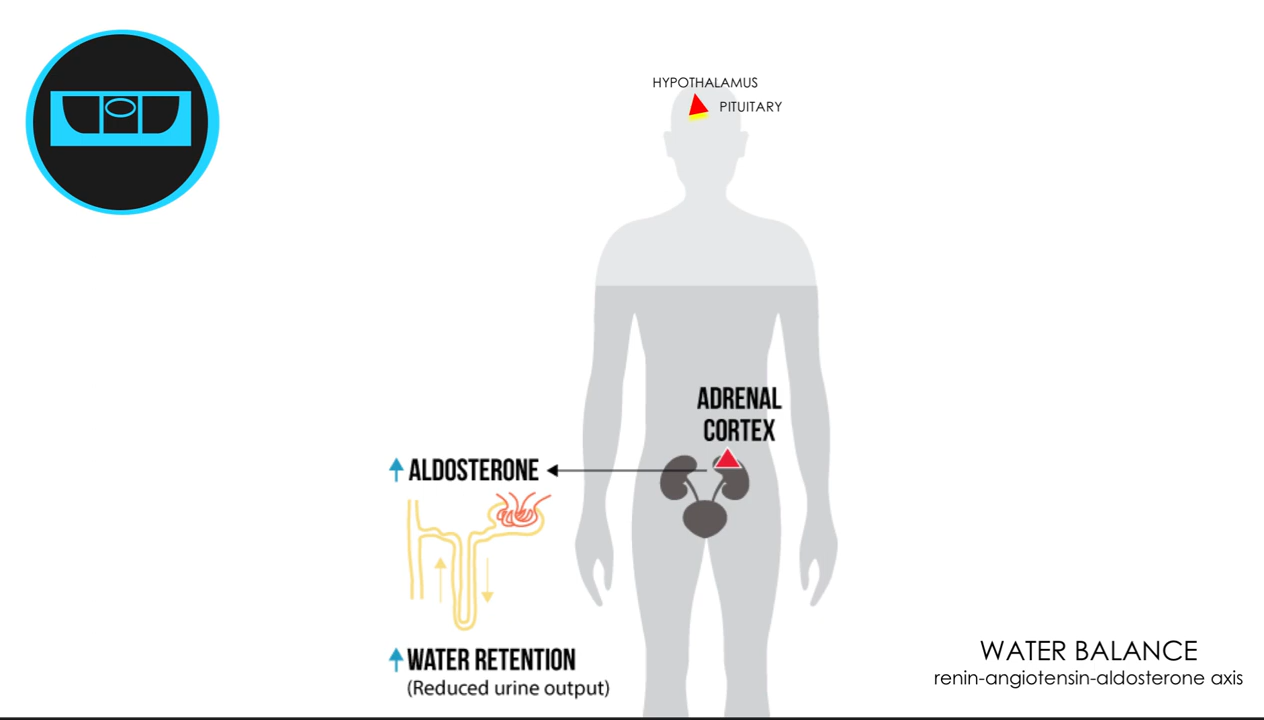 HYPOTHALAMUS
PITUITARY
ADRENAL
CORTEX
ALDOSTERONE
WATER RETENTION
(Reduced urine output)
WATER BALANCE
renin-angiotensin-aldosterone axis